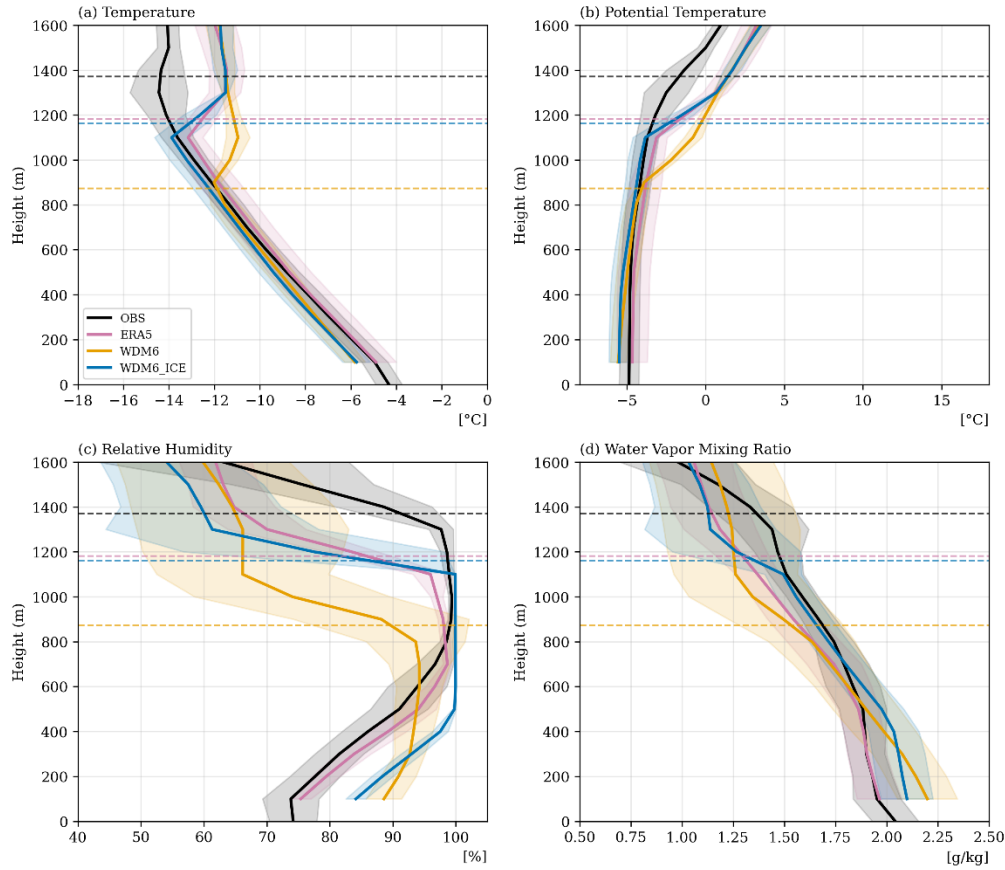 (a) Temperature
1600
1400
1200
1000
800
600
400
200
0
Height (m)
OBS
ERA5
WDM6
WDM6_ICE
−18 −16 −14 −12 −10 −8 −6 −4 −2 0
[°C]
(b) Potential Temperature
1600
1400
1200
1000
800
600
400
200
0
Height (m)
−5 0 5 10 15
[°C]
(c) Relative Humidity
1600
1400
1200
1000
800
600
400
200
0
Height (m)
40 50 60 70 80 90 100
[%]
(d) Water Vapor Mixing Ratio
1600
1400
1200
1000
800
600
400
200
0
Height (m)
0.50 0.75 1.00 1.25 1.50 1.75 2.00 2.25 2.50
[g/kg]